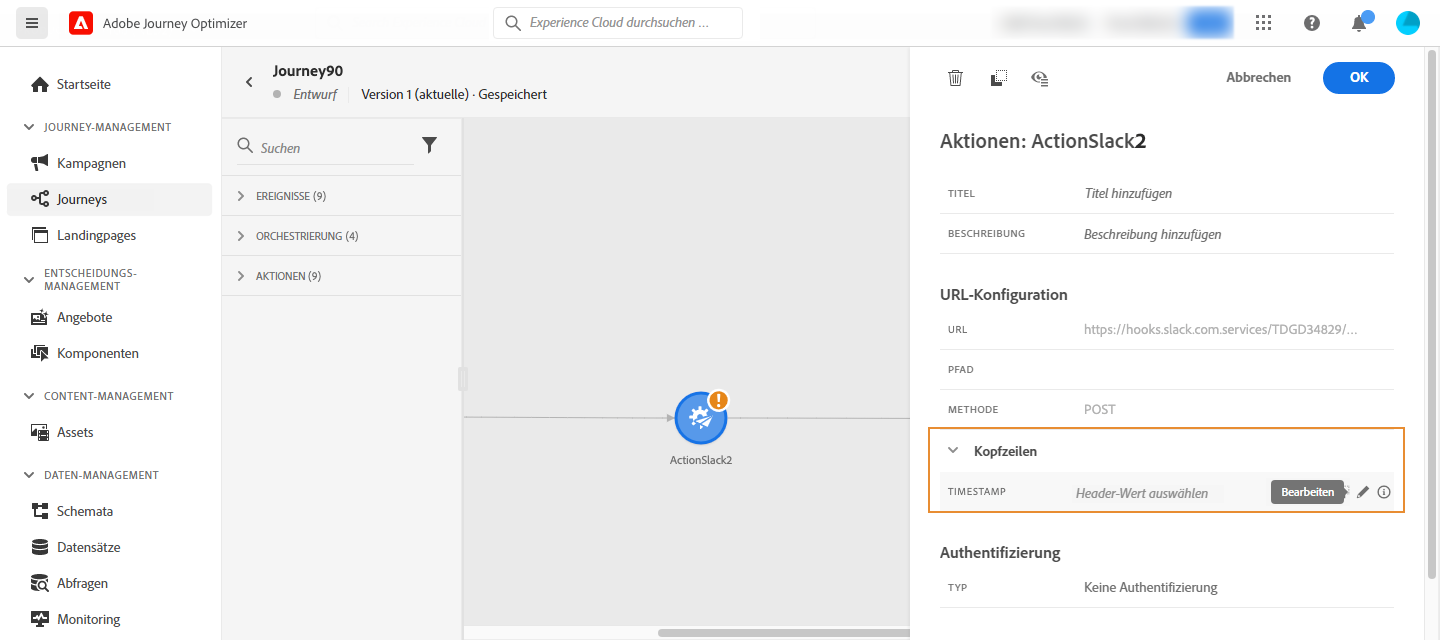 Adobe Journey Optimizer
Experience Cloud durchsuchen ...
Startseite
JOURNEY-MANAGEMENT
Kampagnen
Journeys
Landingpages
ENTSCHEIDUNGS-
MANAGEMENT
Angebote
Komponenten
CONTENT-MANAGEMENT
Assets
DATEN-MANAGEMENT
Schemata
Datensätze
Abfragen
Monitoring
Journey90
Entwurf Version 1 (aktuelle) · Gespeichert
Suchen
EREIGNISSE (9)
ORCHESTRIERUNG (4)
AKTIONEN (9)
ActionSlack2
Abbrechen OK
Aktionen: ActionSlack2
TITEL Titel hinzufügen
BESCHREIBUNG Beschreibung hinzufügen
URL-Konfiguration
URL https://hooks.slack.com.services/TDGD34829/...
PFAD
METHODE POST
Kopfzeilen
TIMESTAMP Header-Wert auswählen Bearbeiten
Authentifizierung
TYP Keine Authentifizierung